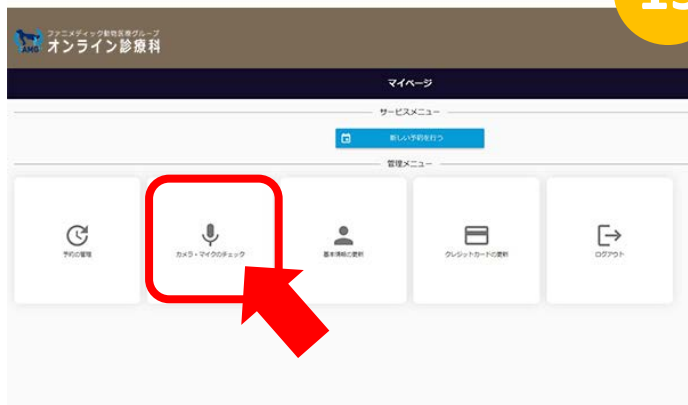 15
ファニメディック動物医療グループ
AMG
オンライン診療科
マイページ
サービスメニュー
新しい予約を行う
管理メニュー
予約の管理
カメラ・マイクのチェック
基本情報の更新
クレジットカードの更新
ログアウト